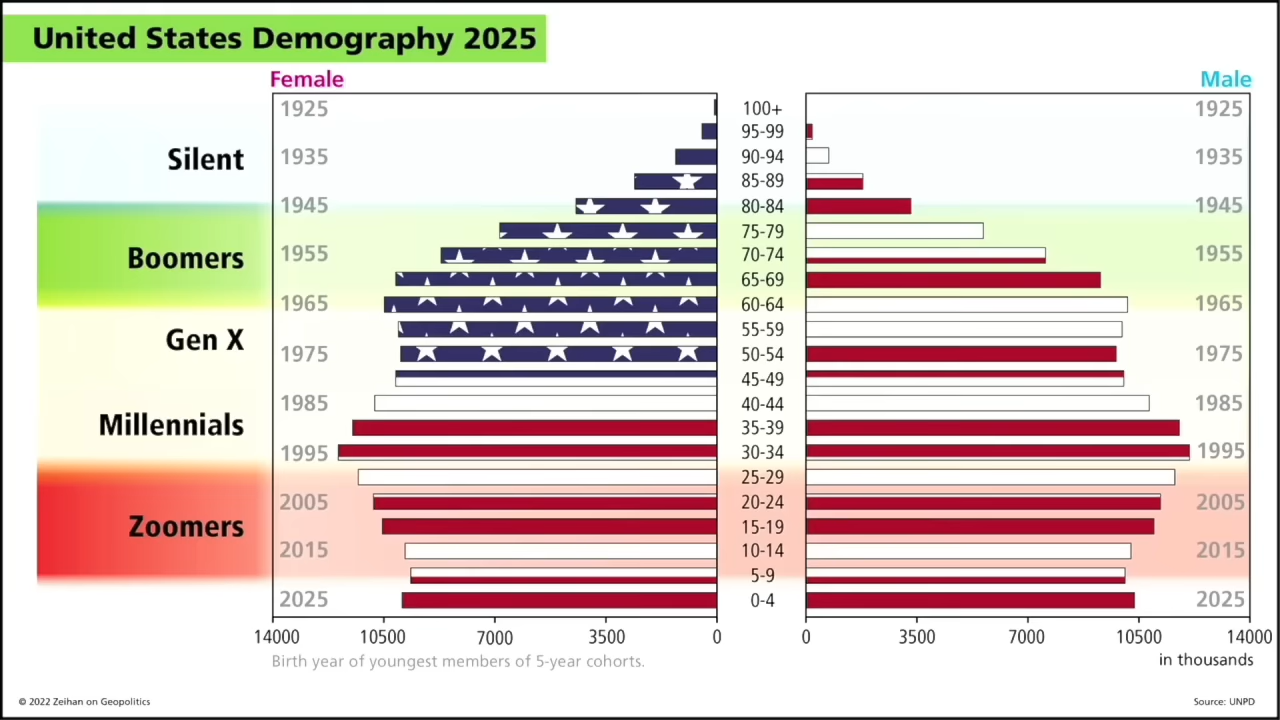 United States Demography 2025
Female
Male
1925 100+ 1925
95-99
Silent 1935 90-94 1935
85-89
1945 80-84 1945
75-79
Boomers 1955 70-74 1955
65-69
1965 60-64 1965
Gen X 55-59
1975 50-54 1975
45-49
1985 40-44 1985
Millennials 35-39
1995 30-34 1995
25-29
2005 20-24 2005
Zoomers 15-19
2015 10-14 2015
5-9
2025 0-4 2025
14000 10500 7000 3500 0 0 3500 7000 10500 14000
Birth year of youngest members of 5-year cohorts. in thousands
© 2022 Zeihan on Geopolitics Source: UNPD